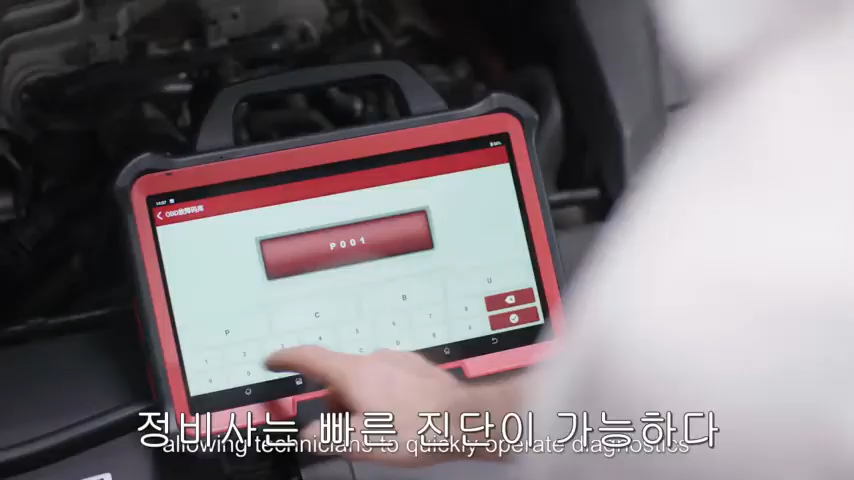 OBD故障码库
P001
P C B U
정비사는 빠른 진단이 가능하다
allowing technicians to quickly operate diagnostics